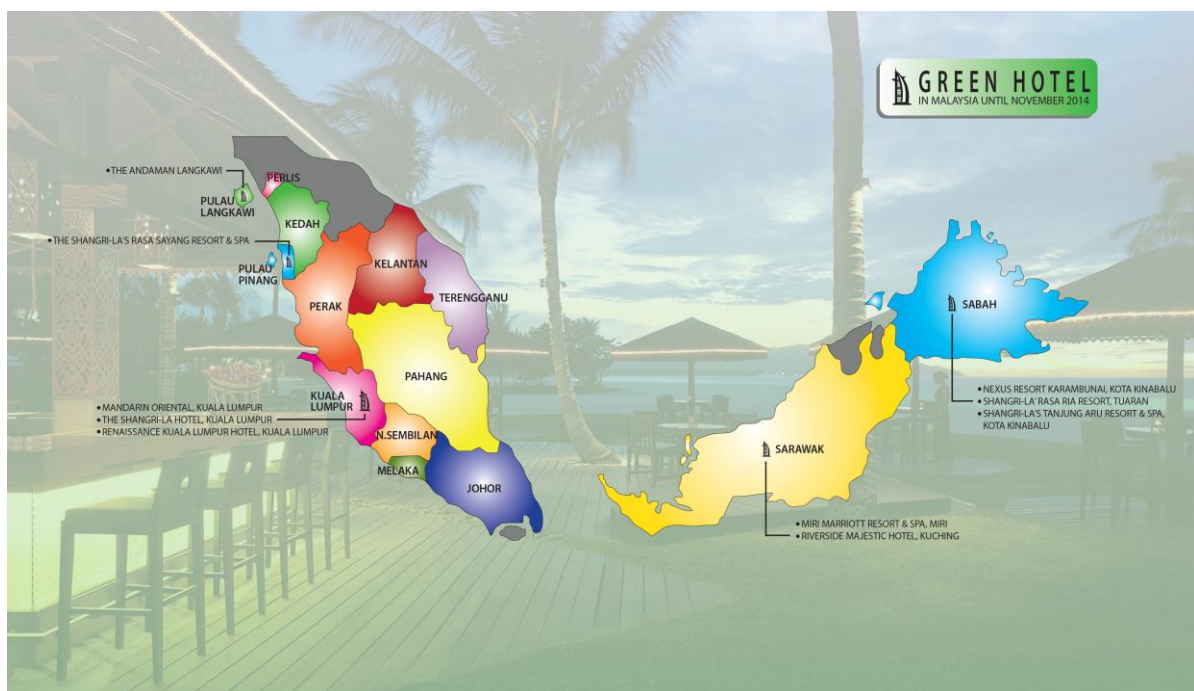 GREEN HOTEL
IN MALAYSIA UNTIL NOVEMBER 2014
•THE ANDAMAN LANGKAWI
PERLIS
PULAU
LANGKAWI
KEDAH
•THE SHANGRI-LA'S RASA SAYANG RESORT & SPA
PULAU
PINANG
KELANTAN
PERAK
TERENGGANU
SABAH
PAHANG
KUALA
LUMPUR
•MANDARIN ORIENTAL, KUALA LUMPUR
•THE SHANGRI-LA HOTEL, KUALA LUMPUR
•RENAISSANCE KUALA LUMPUR HOTEL, KUALA LUMPUR
N.SEMBILAN
MELAKA
JOHOR
•NEXUS RESORT KARAMBUNAI, KOTA KINABALU
•SHANGRI-LA' RASA RIA RESORT, TUARAN
•SHANGRI-LA'S TANJUNG ARU RESORT & SPA,
KOTA KINABALU
SARAWAK
•MIRI MARRIOTT RESORT & SPA, MIRI
•RIVERSIDE MAJESTIC HOTEL, KUCHING